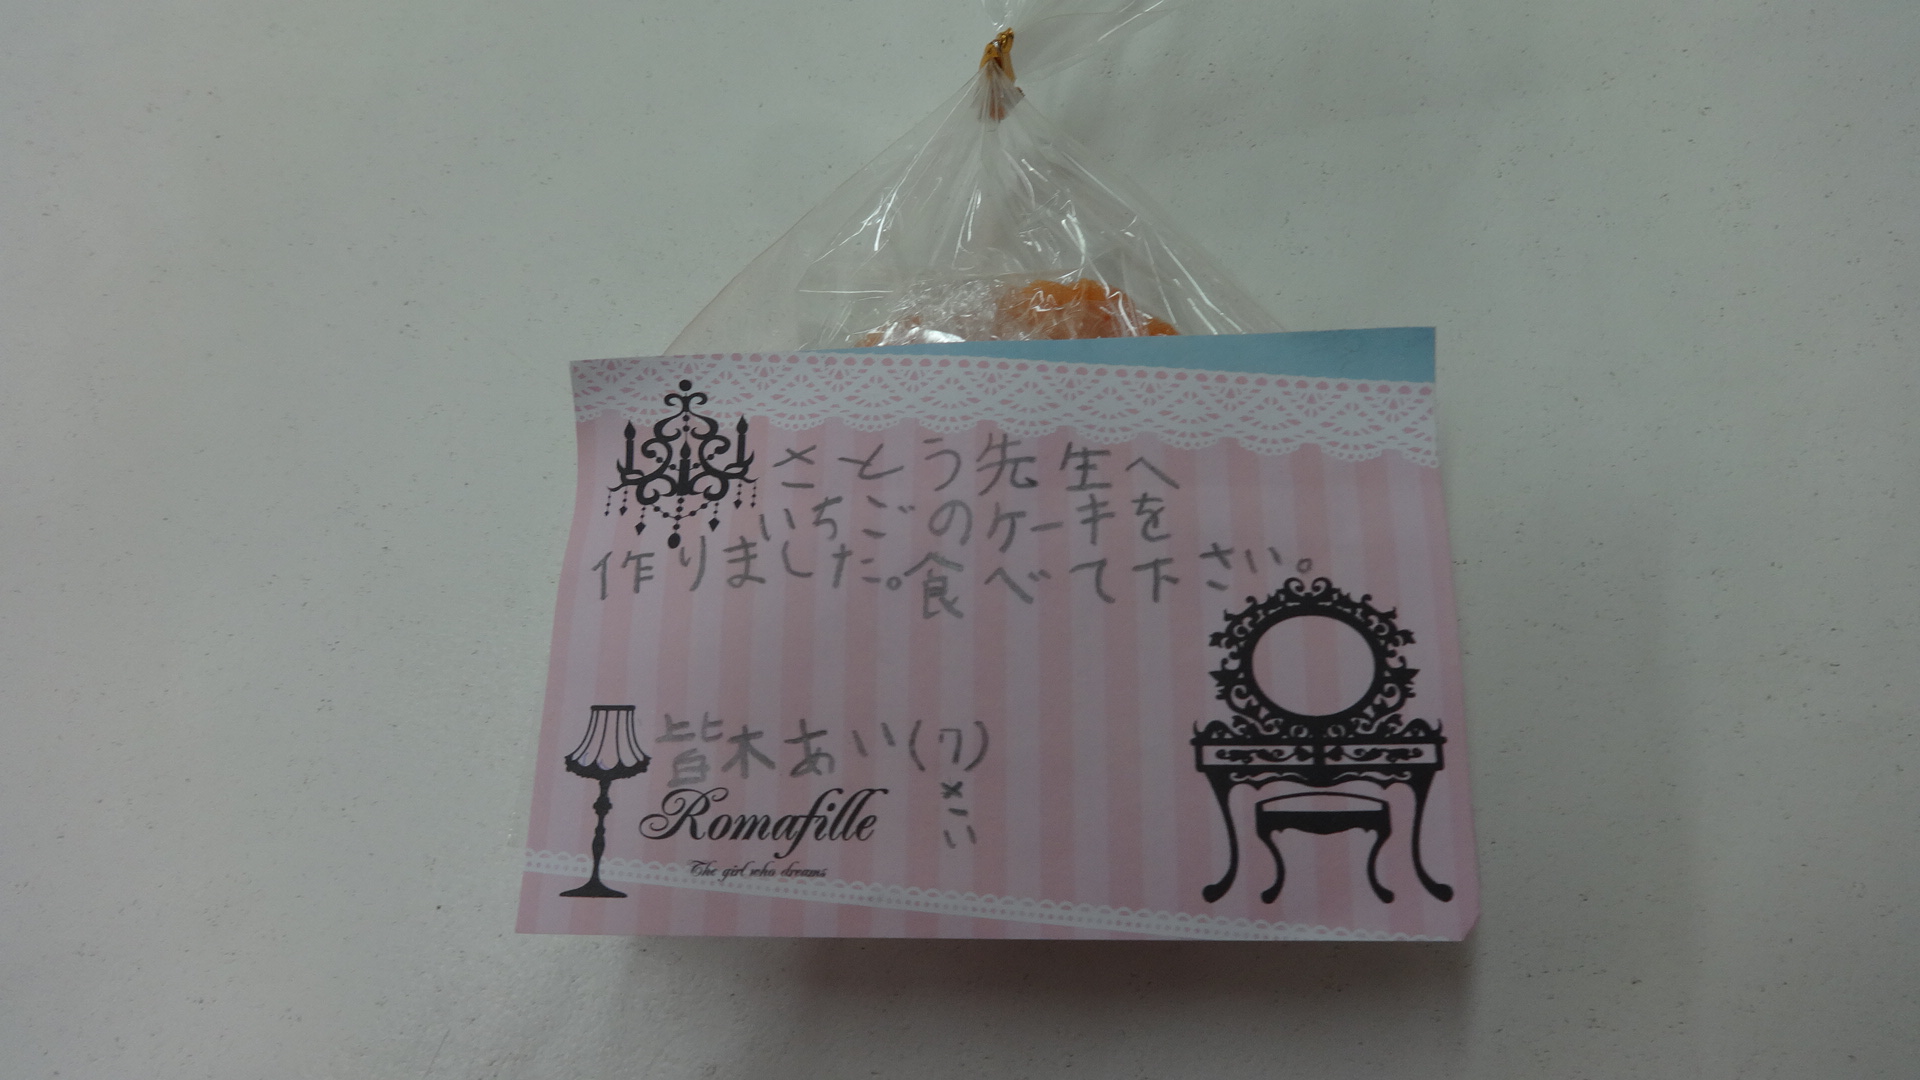 さとう先生へ
いちごのケーキを
作りました。食べて下さい。
皆木あい(7)
さい
Romafille
The girl who dreams